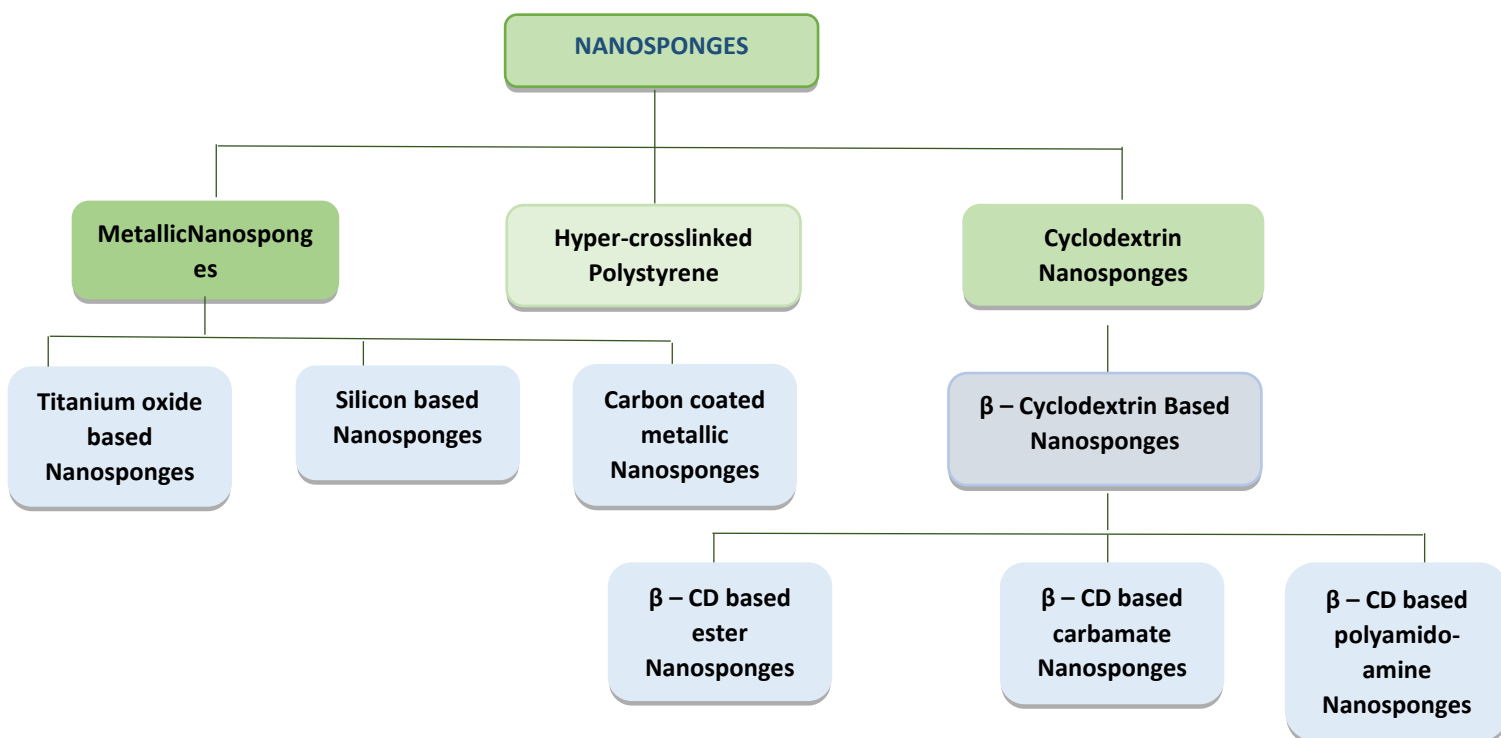 NANOSPONGES
MetallicNanospong
es
Hyper-crosslinked
Polystyrene
Cyclodextrin
Nanosponges
Titanium oxide
based
Nanosponges
Silicon based
Nanosponges
Carbon coated
metallic
Nanosponges
β – Cyclodextrin Based
Nanosponges
β – CD based
ester
Nanosponges
β – CD based
carbamate
Nanosponges
β – CD based
polyamido-
amine
Nanosponges